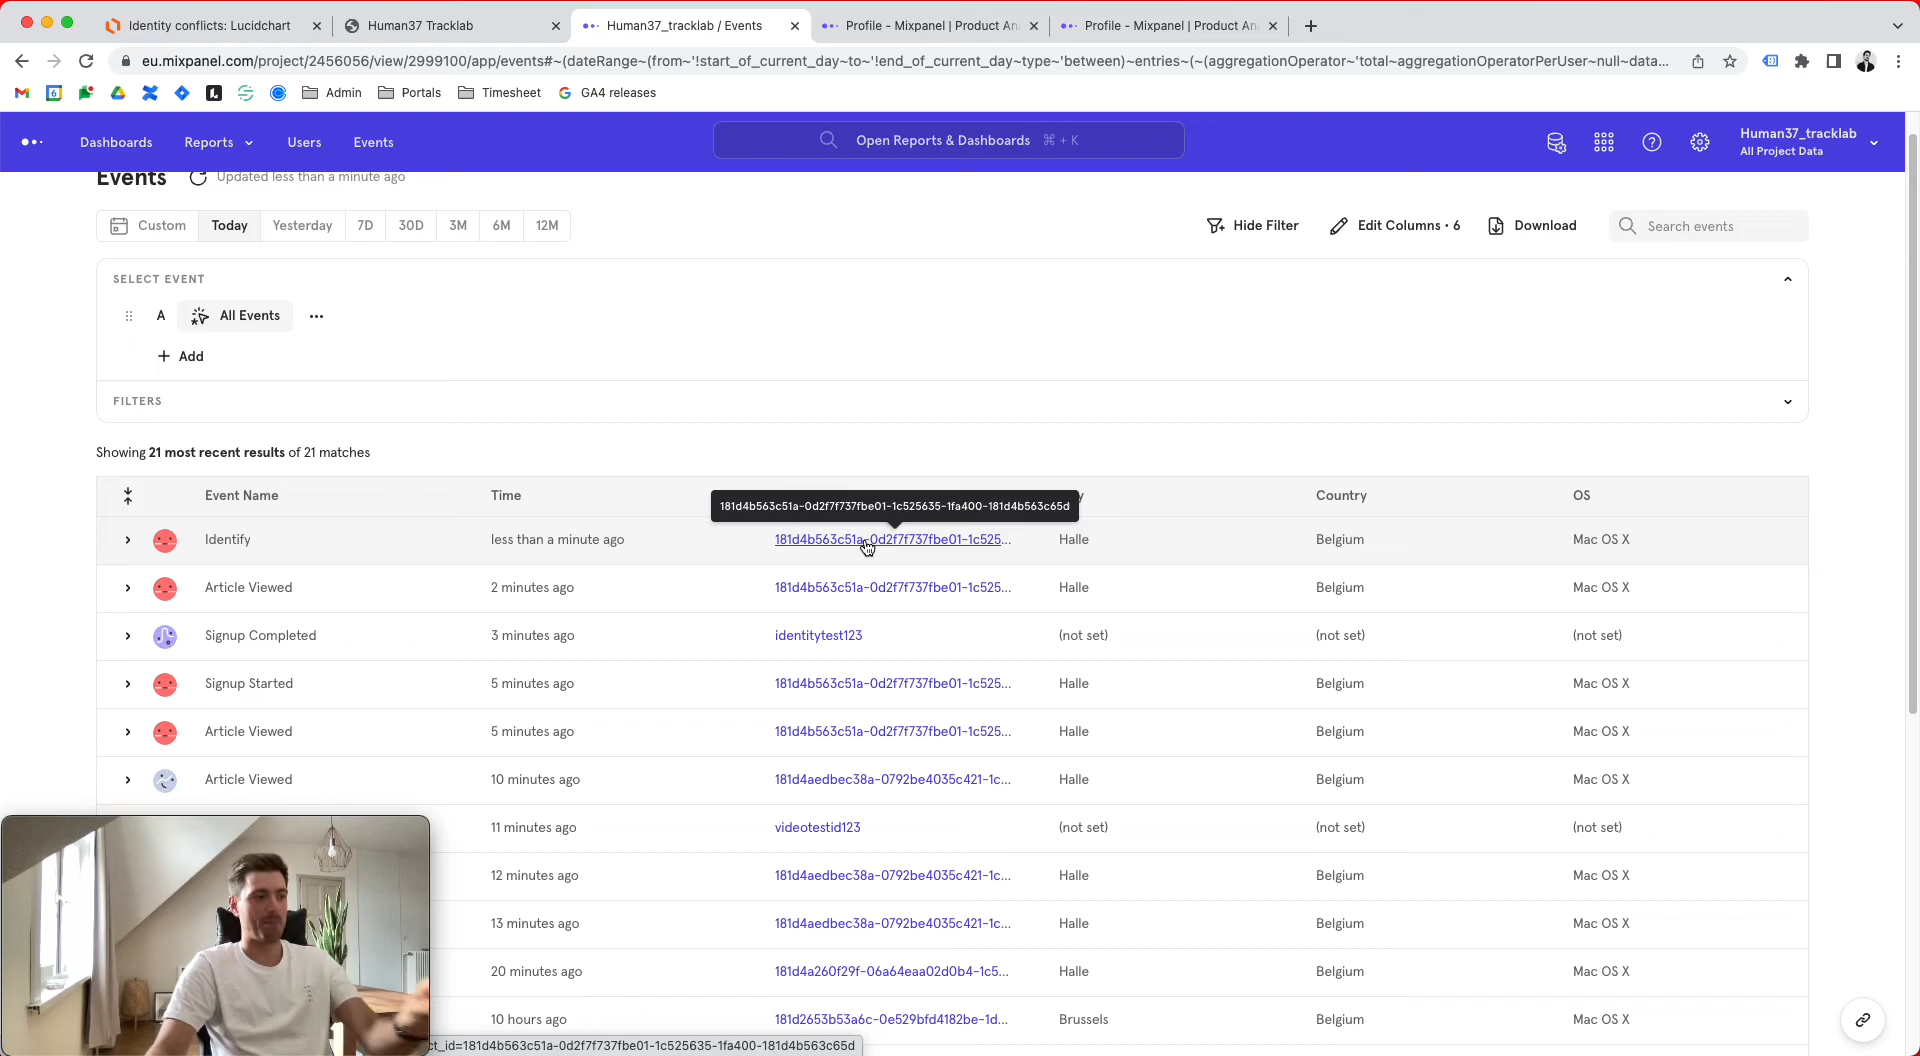 Identity conflicts: Lucidchart
Human37 Tracklab
Human37_tracklab / Events
Profile - Mixpanel | Product An
Profile - Mixpanel | Product An
eu.mixpanel.com/project/2456056/view/2999100/app/events#~(dateRange~(from~'!start_of_current_day~to~'!end_of_current_day~type~'between)~entries~(~(aggregationOperator~'total~aggregationOperatorPerUser~null~data...
Admin
Portals
Timesheet
GA4 releases
Dashboards
Reports
Users
Events
Open Reports & Dashboards ⌘ + K
Human37_tracklab
All Project Data
Events
Updated less than a minute ago
Custom
Today
Yesterday
7D
30D
3M
6M
12M
Hide Filter
Edit Columns • 6
Download
Search events
SELECT EVENT
A
All Events
+ Add
FILTERS
Showing 21 most recent results of 21 matches
Event Name
Time
Country
OS
181d4b563c51a-0d2f7f737fbe01-1c525635-1fa400-181d4b563c65d
Identify less than a minute ago 181d4b563c51a-0d2f7f737fbe01-1c525... Halle Belgium Mac OS X
Article Viewed 2 minutes ago 181d4b563c51a-0d2f7f737fbe01-1c525... Halle Belgium Mac OS X
Signup Completed 3 minutes ago identitytest123 (not set) (not set) (not set)
Signup Started 5 minutes ago 181d4b563c51a-0d2f7f737fbe01-1c525... Halle Belgium Mac OS X
Article Viewed 5 minutes ago 181d4b563c51a-0d2f7f737fbe01-1c525... Halle Belgium Mac OS X
Article Viewed 10 minutes ago 181d4aedbec38a-0792be4035c421-1c... Halle Belgium Mac OS X
11 minutes ago videotestid123 (not set) (not set) (not set)
12 minutes ago 181d4aedbec38a-0792be4035c421-1c... Halle Belgium Mac OS X
13 minutes ago 181d4aedbec38a-0792be4035c421-1c... Halle Belgium Mac OS X
20 minutes ago 181d4a260f29f-06a64eaa02d0b4-1c5... Halle Belgium Mac OS X
10 hours ago 181d2653b53a6c-0e529bfd4182be-1d... Brussels Belgium Mac OS X
ct_id=181d4b563c51a-0d2f7f737fbe01-1c525635-1fa400-181d4b563c65d